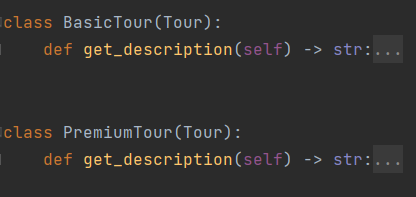 class BasicTour(Tour):
    def get_description(self) -> str:...
class PremiumTour(Tour):
    def get_description(self) -> str:...